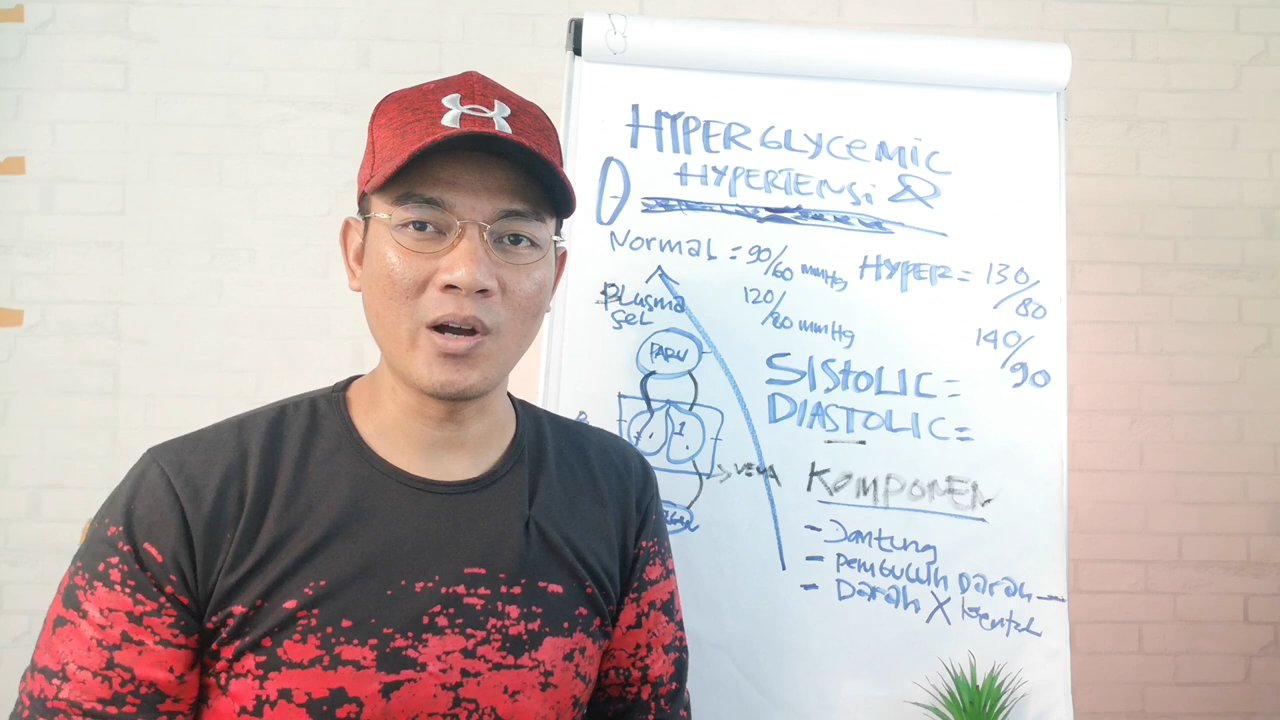 HYPERGLYCEMIC
HYPERTENSi &
Normal = 90/60 mmHg
120/80 mmHg
HYPER = 130/80
140/90
Plasma
Sel
PARU
SIStOLIC =
DIASTOLIC =
1.
VENA
KOMPONEN
- Jantung
- Pembuluh Darah -
- Darah X kental